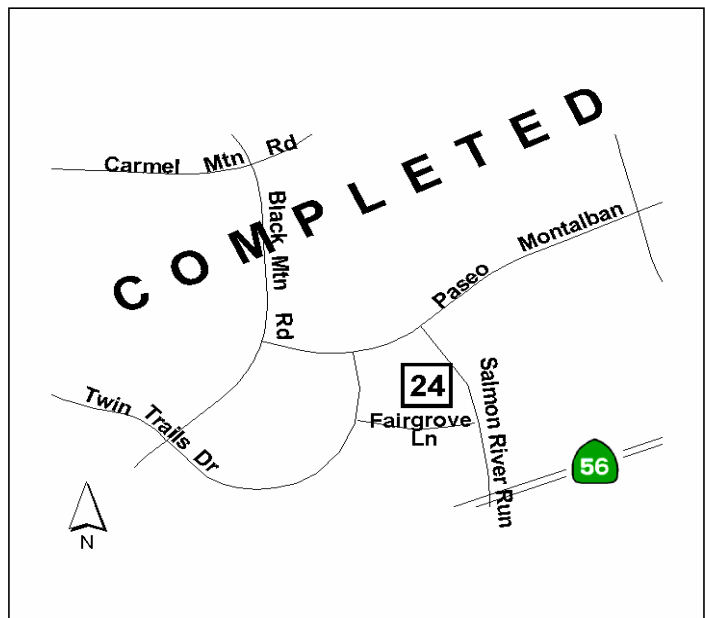 COMPLETED
Carmel Mtn Rd
Black Mtn Rd
Paseo Montalban
24
Fairgrove
Ln
Salmon River Run
Twin Trails Dr
56
N